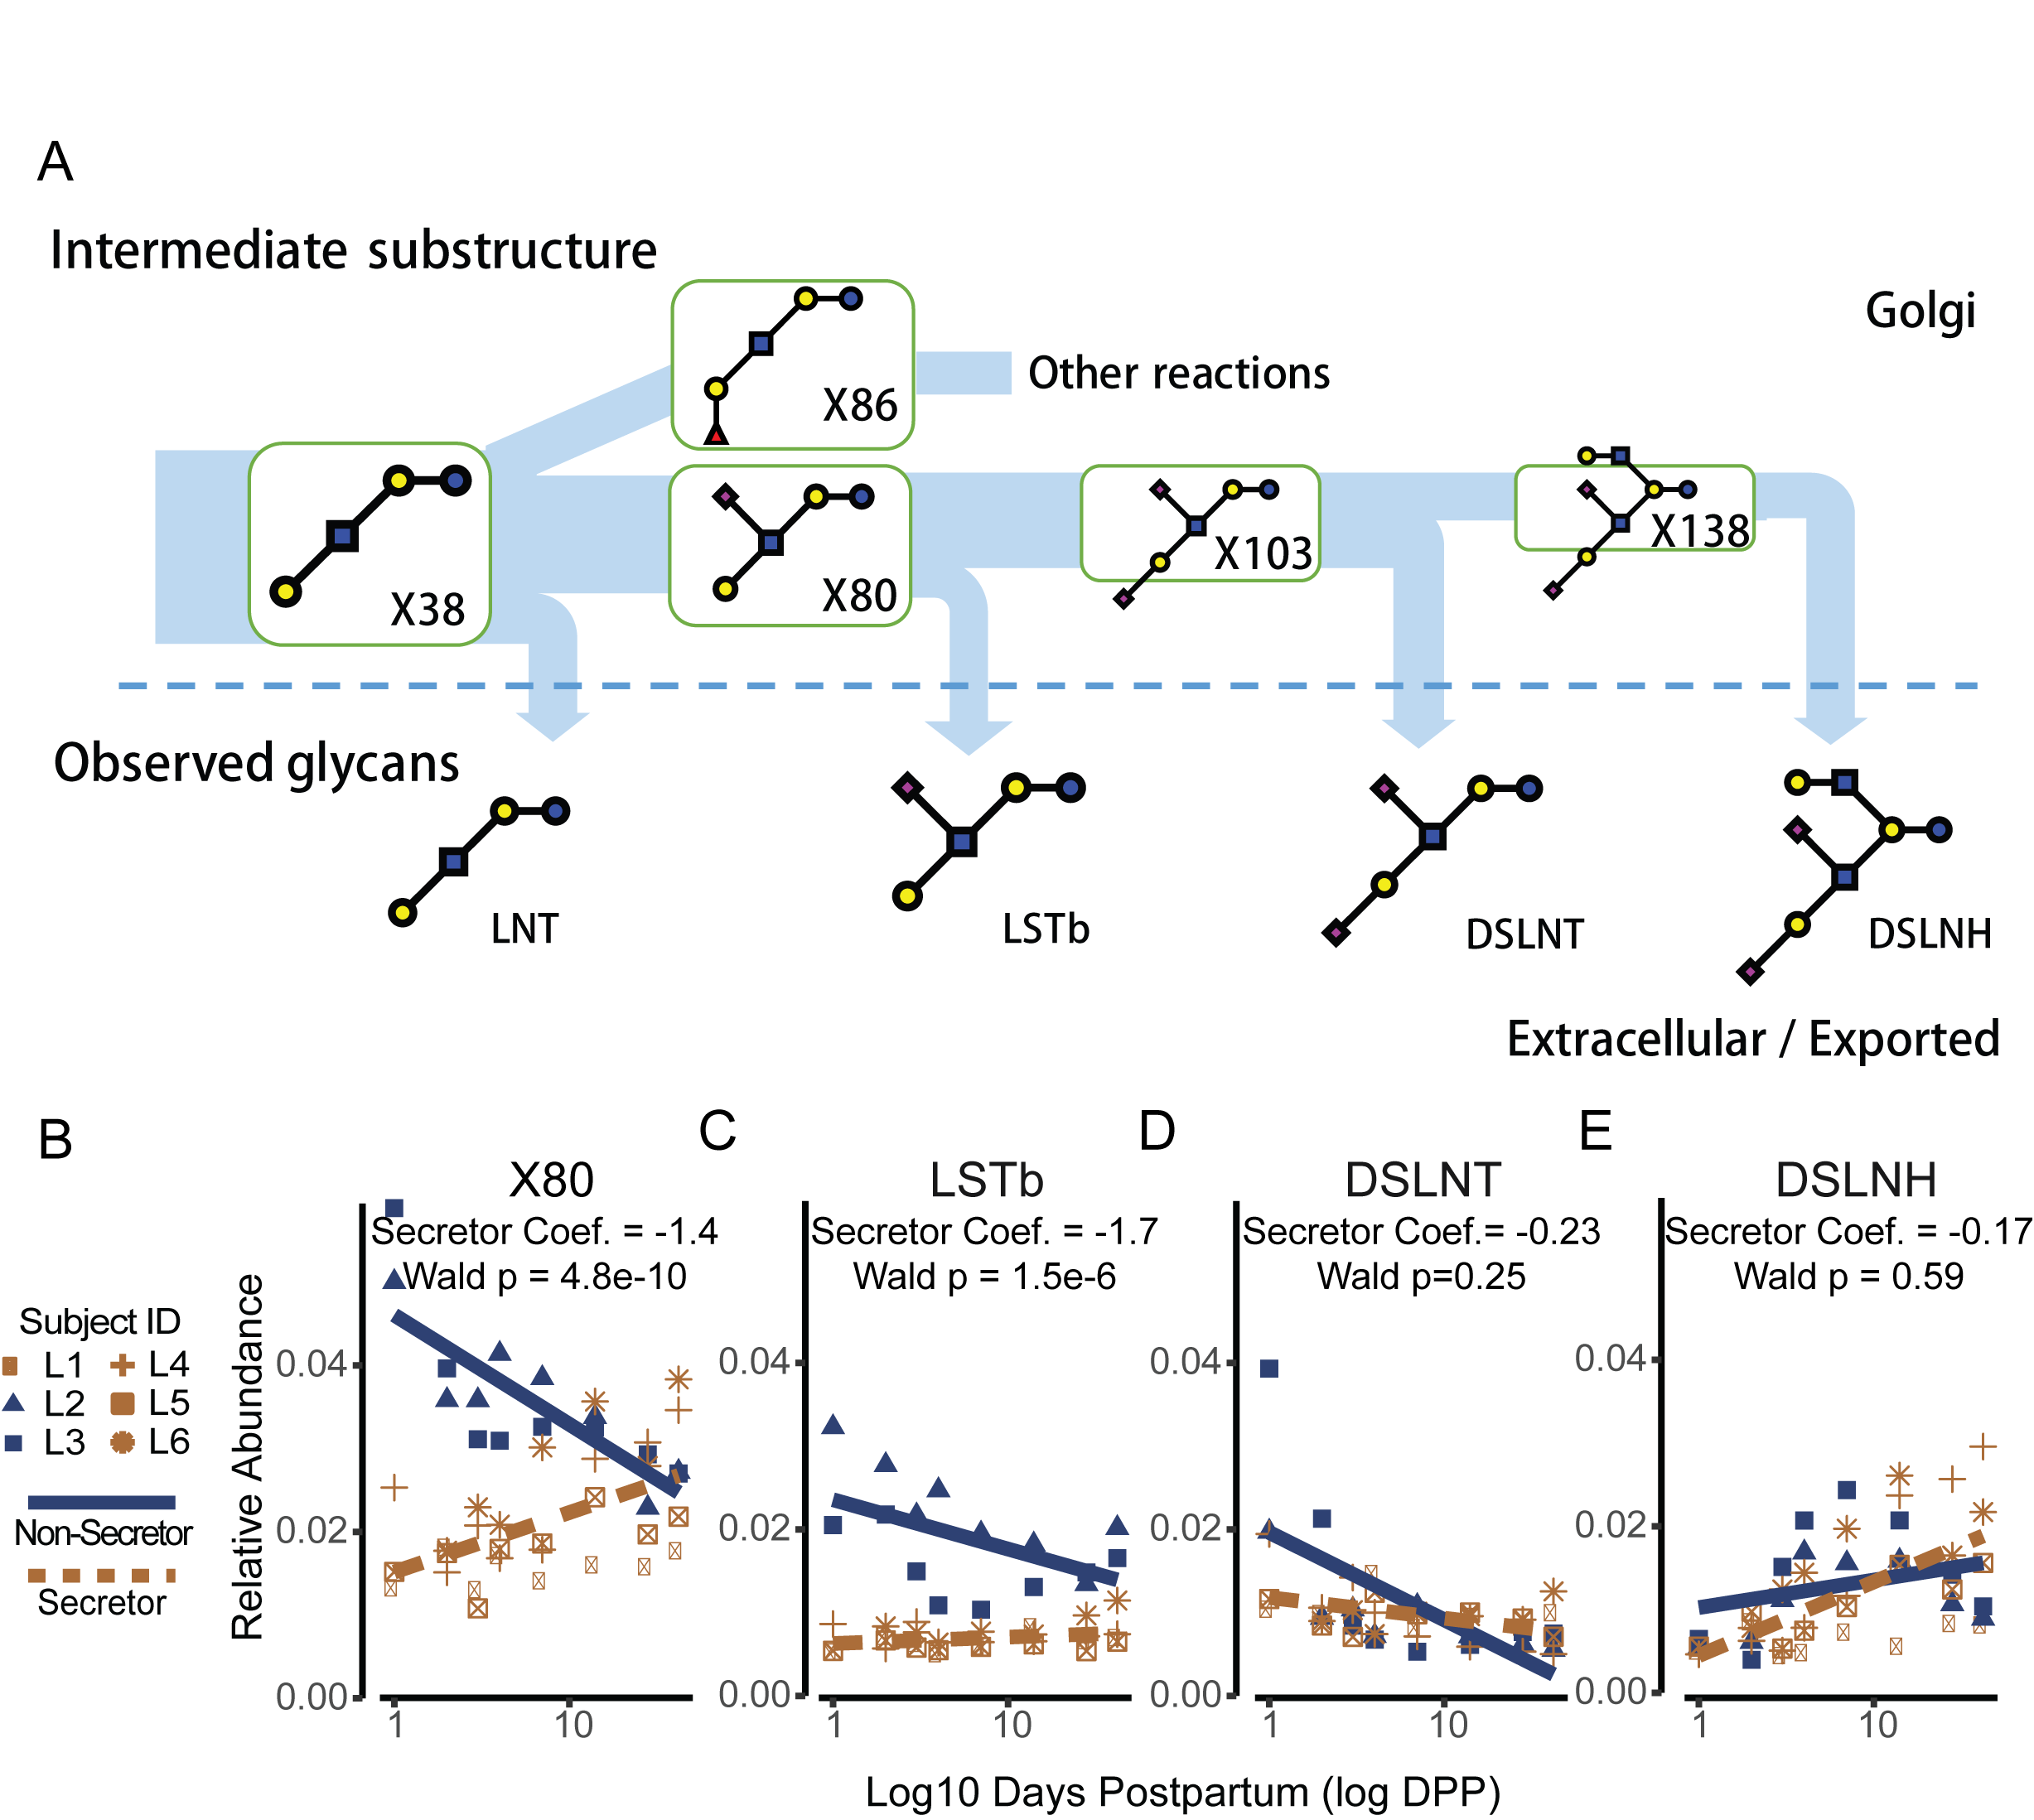 A
Intermediate substructure
Golgi
X86
Other reactions
X38
X80
X103
X138
Observed glycans
LNT
LSTb
DSLNT
DSLNH
Extracellular / Exported
B
C
D
E
X80
Secretor Coef. = -1.4
Wald p = 4.8e-10
LSTb
Secretor Coef. = -1.7
Wald p = 1.5e-6
DSLNT
Secretor Coef.= -0.23
Wald p=0.25
DSLNH
Secretor Coef. = -0.17
Wald p = 0.59
Subject ID
L1 L4
L2 L5
L3 L6
Non-Secretor
Secretor
Relative Abundance
0.04
0.02
0.00
1 10
0.04
0.02
0.00
1 10
0.04
0.02
0.00
1 10
0.04
0.02
0.00
1 10
Log10 Days Postpartum (log DPP)